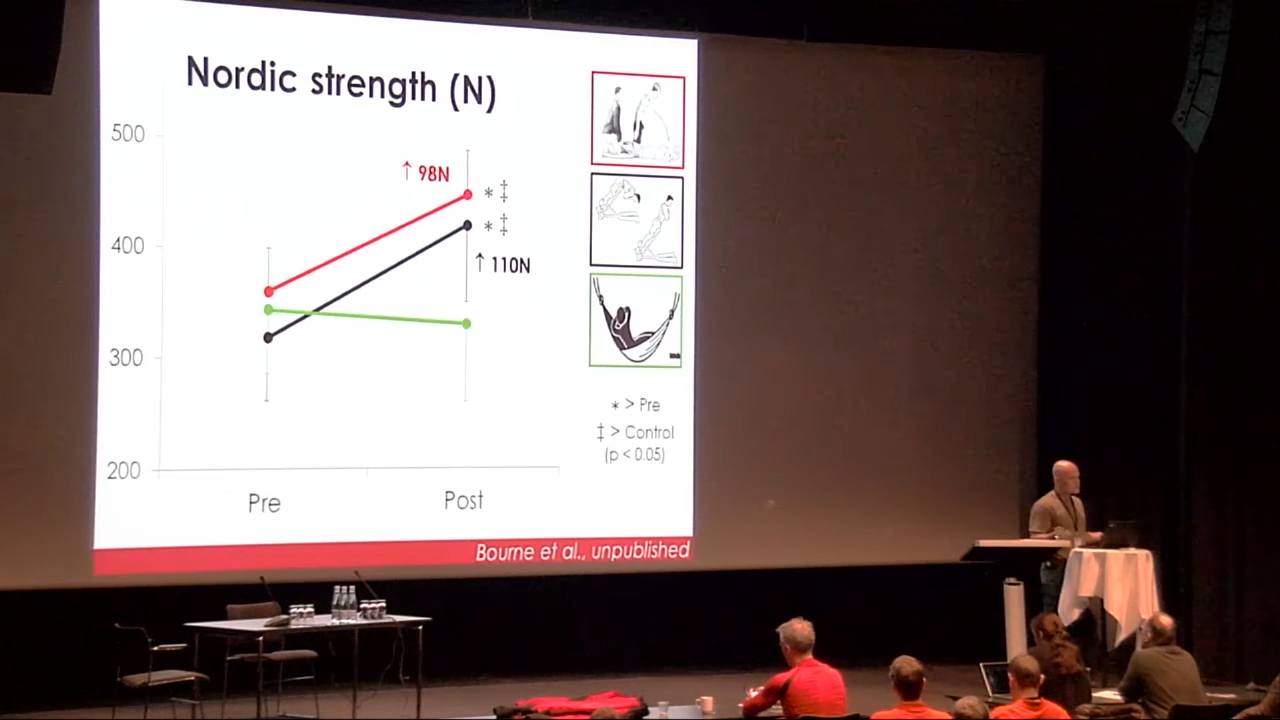 Nordic strength (N)
500
↑ 98N
* ‡
400
* ‡
↑ 110N
300
* > Pre
‡ > Control
(p < 0.05)
200
Pre
Post
Bourne et al., unpublished